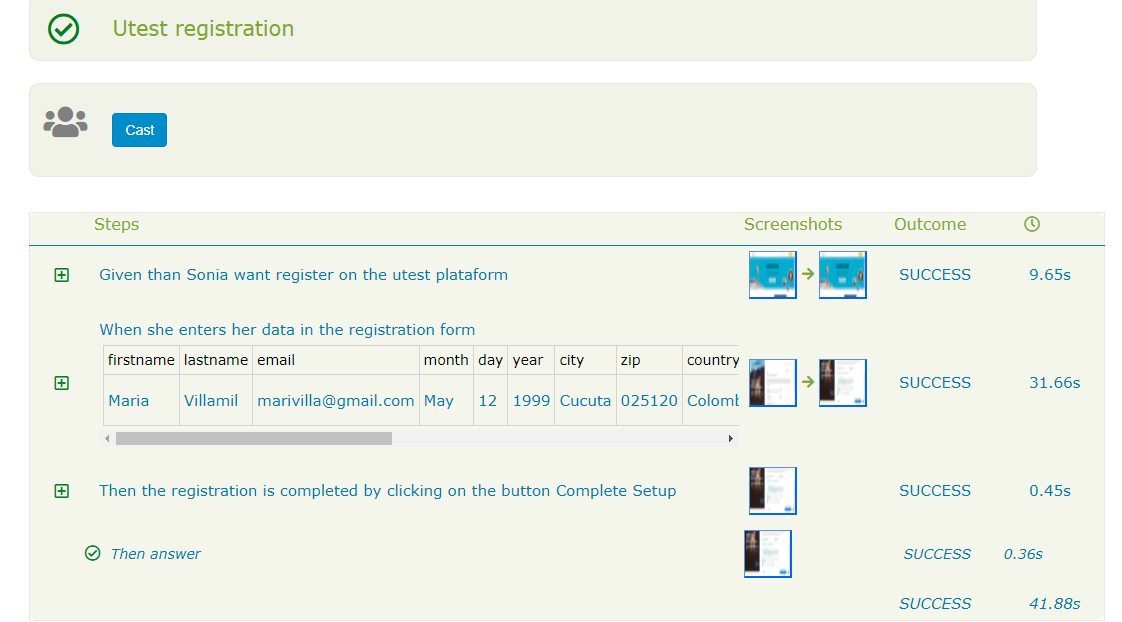 Utest registration
Cast
Steps Screenshots Outcome
Given than Sonia want register on the utest plataform SUCCESS 9.65s
When she enters her data in the registration form
firstname lastname email month day year city zip country
Maria Villamil marivilla@gmail.com May 12 1999 Cucuta 025120 Colomb
SUCCESS 31.66s
Then the registration is completed by clicking on the button Complete Setup SUCCESS 0.45s
Then answer SUCCESS 0.36s
SUCCESS 41.88s